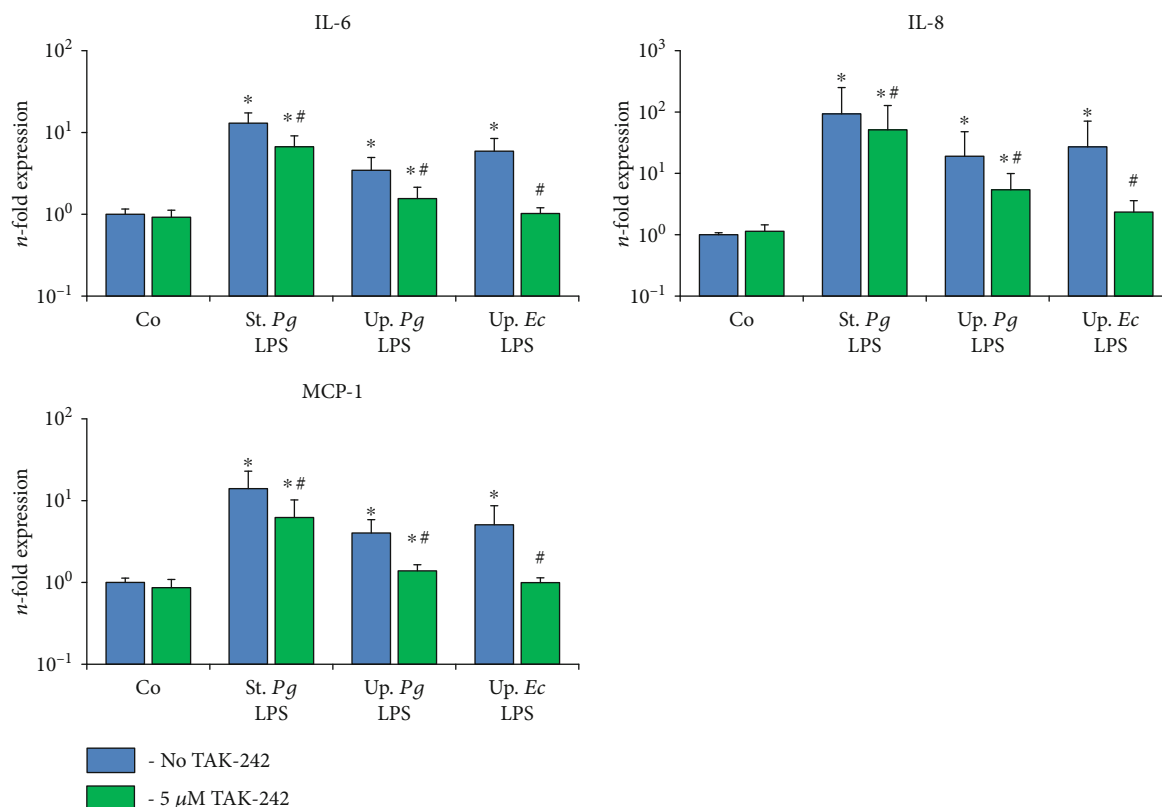 IL-6
n-fold expression
10²
10¹
10⁰
10⁻¹
* *# * *# * #
Co St. Pg LPS Up. Pg LPS Up. Ec LPS
IL-8
n-fold expression
10³
10²
10¹
10⁰
10⁻¹
* *# * *# * #
Co St. Pg LPS Up. Pg LPS Up. Ec LPS
MCP-1
n-fold expression
10²
10¹
10⁰
10⁻¹
* *# * *# * #
Co St. Pg LPS Up. Pg LPS Up. Ec LPS
- No TAK-242
- 5 μM TAK-242